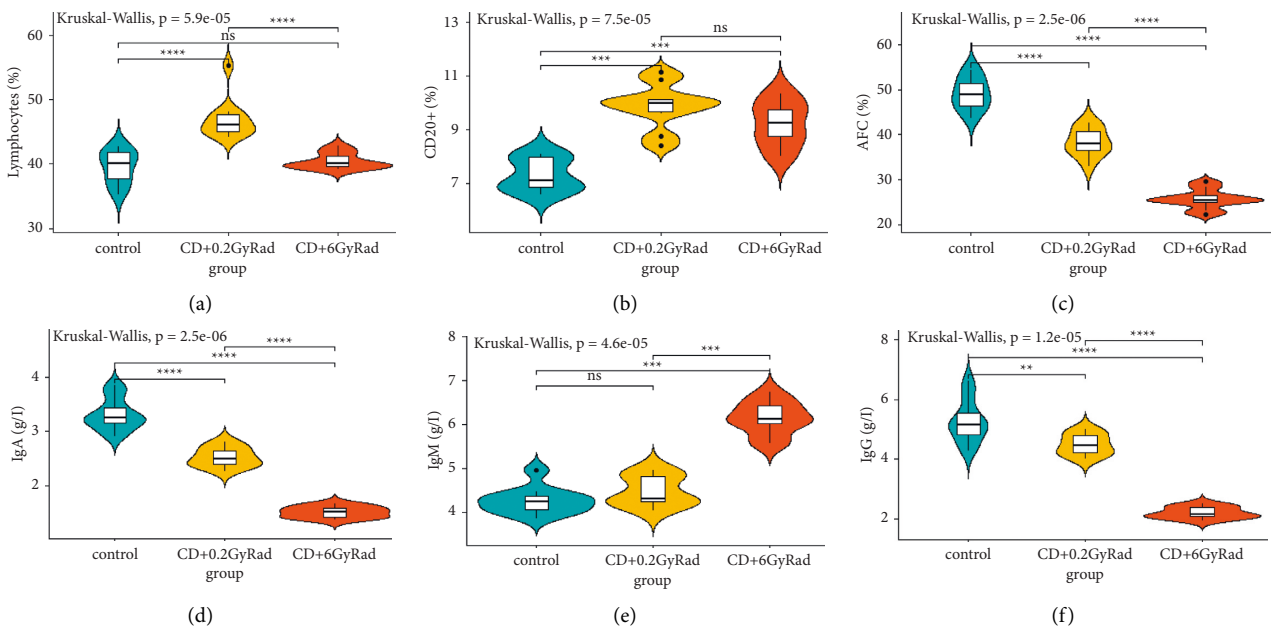 Kruskal-Wallis, p = 5.9e-05
****
ns
****
60
50
40
30
Lymphocytes (%)
control
CD+0.2GyRad
CD+6GyRad
group
(a)
Kruskal-Wallis, p = 7.5e-05
ns
***
***
13
11
9
7
CD20+ (%)
control
CD+0.2GyRad
CD+6GyRad
group
(b)
Kruskal-Wallis, p = 2.5e-06
****
****
****
60
50
40
30
20
AFC (%)
control
CD+0.2GyRad
CD+6GyRad
group
(c)
Kruskal-Wallis, p = 2.5e-06
****
****
****
4
3
2
IgA (g/I)
control
CD+0.2GyRad
CD+6GyRad
group
(d)
Kruskal-Wallis, p = 4.6e-05
***
***
ns
8
7
6
5
4
IgM (g/I)
control
CD+0.2GyRad
CD+6GyRad
group
(e)
Kruskal-Wallis, p = 1.2e-05
****
****
**
8
6
4
2
IgG (g/I)
control
CD+0.2GyRad
CD+6GyRad
group
(f)